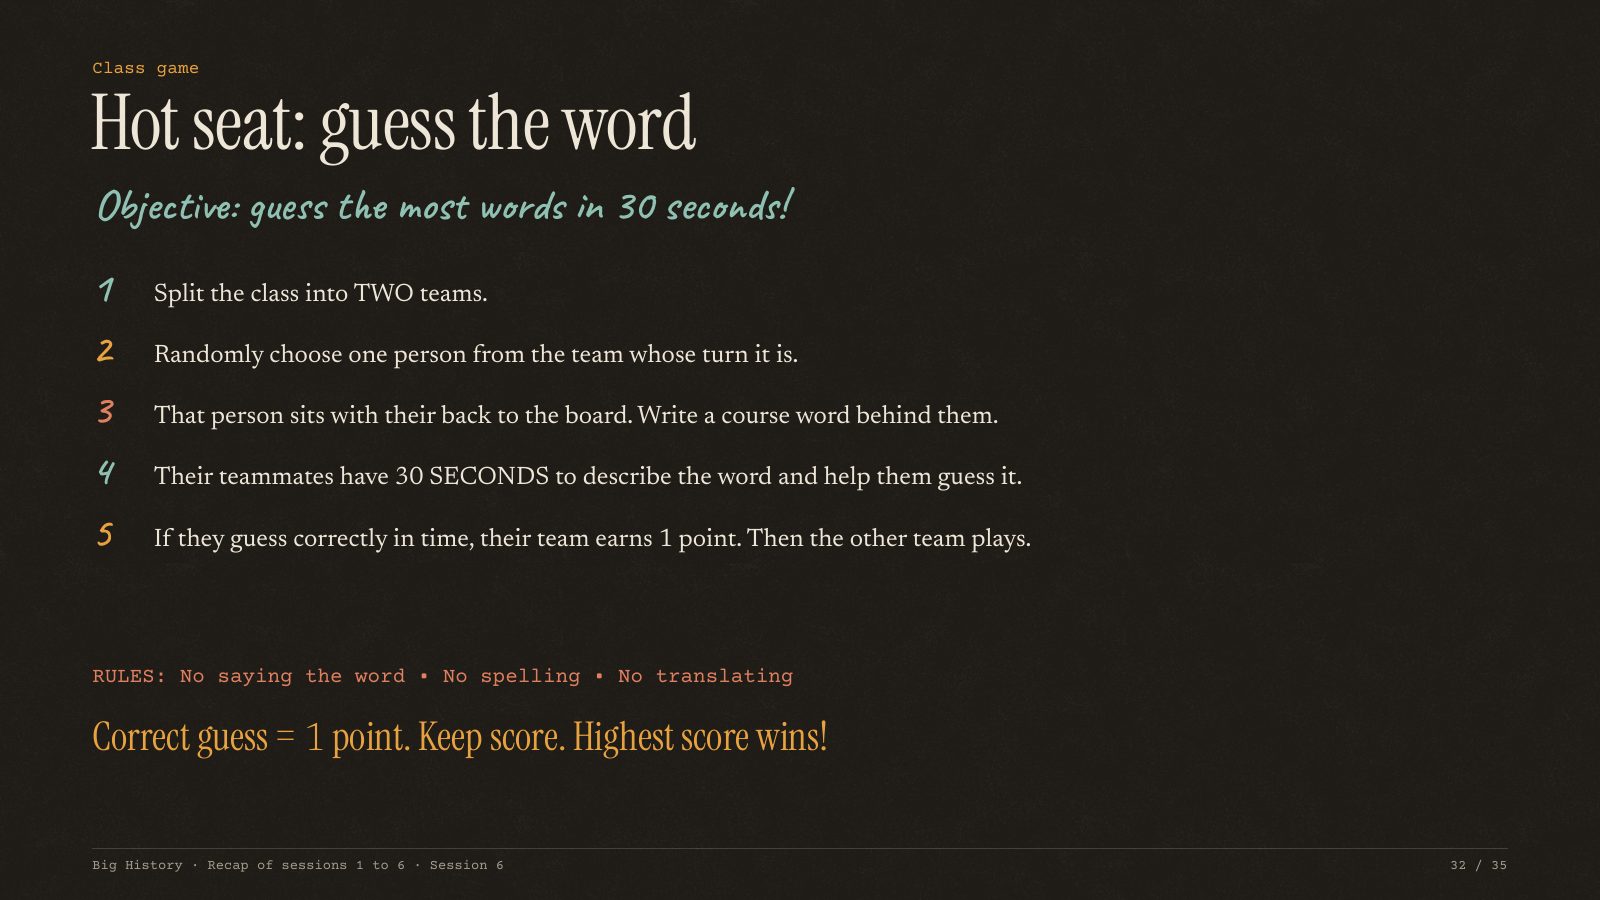 Class game
Hot seat: guess the word
Objective: guess the most words in 30 seconds!
1 Split the class into TWO teams.
2 Randomly choose one person from the team whose turn it is.
3 That person sits with their back to the board. Write a course word behind them.
4 Their teammates have 30 SECONDS to describe the word and help them guess it.
5 If they guess correctly in time, their team earns 1 point. Then the other team plays.
RULES: No saying the word • No spelling • No translating
Correct guess = 1 point. Keep score. Highest score wins!
Big History · Recap of sessions 1 to 6 · Session 6
32 / 35